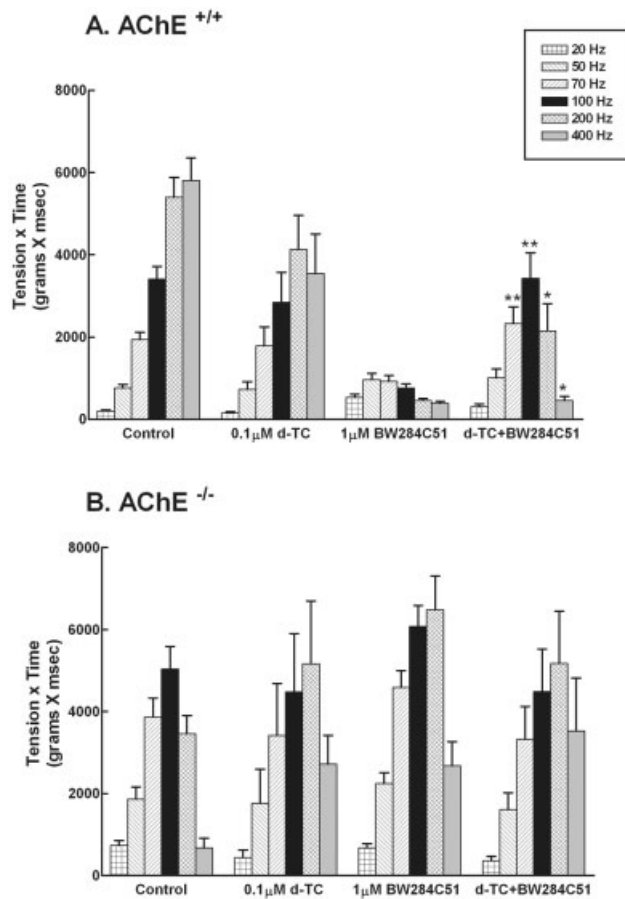 A. AChE +/+
20 Hz
50 Hz
70 Hz
100 Hz
200 Hz
400 Hz
8000
6000
4000
2000
0
Tension x Time
(grams X msec)
** ** * *
Control 0.1μM d-TC 1μM BW284C51 d-TC+BW284C51
B. AChE -/-
8000
6000
4000
2000
0
Tension x Time
(grams X msec)
Control 0.1μM d-TC 1μM BW284C51 d-TC+BW284C51